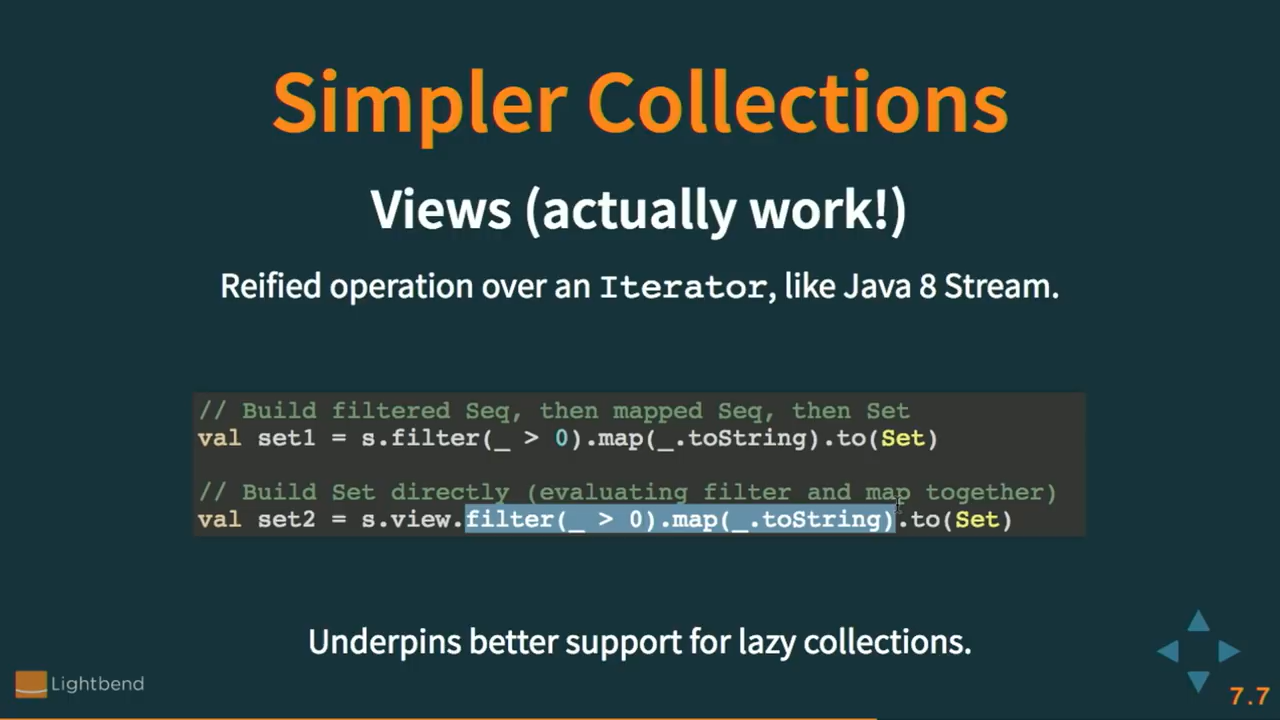 Simpler Collections
Views (actually work!)
Reified operation over an Iterator, like Java 8 Stream.
// Build filtered Seq, then mapped Seq, then Set
val set1 = s.filter(_ > 0).map(_.toString).to(Set)
// Build Set directly (evaluating filter and map together)
val set2 = s.view.filter(_ > 0).map(_.toString).to(Set)
Underpins better support for lazy collections.
Lightbend
7.7